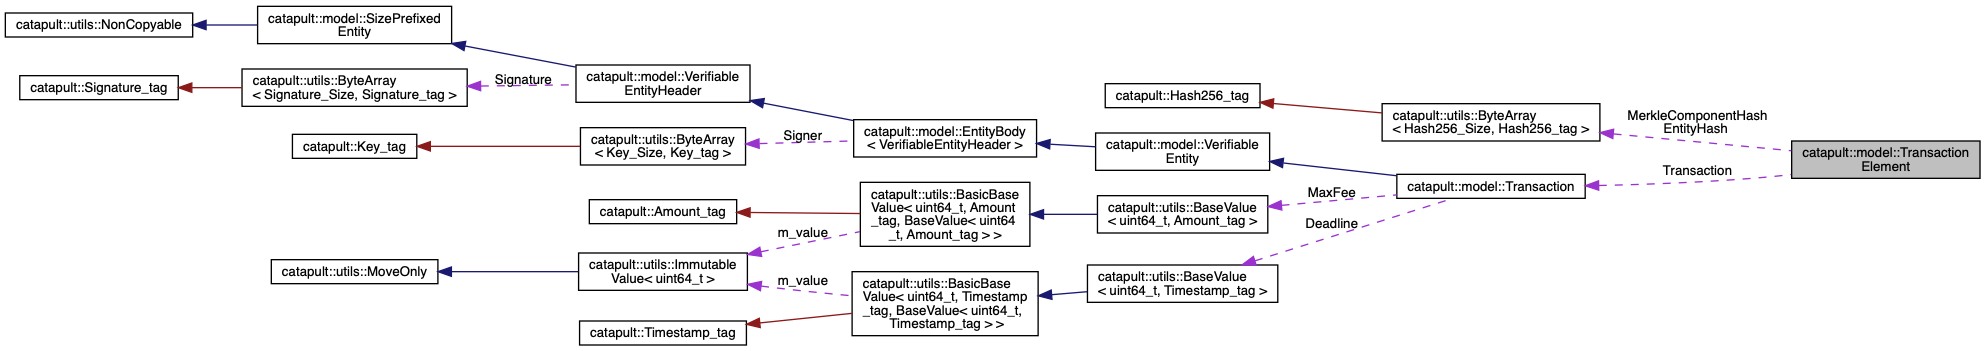 catapult::utils::NonCopyable
catapult::model::SizePrefixed
Entity
catapult::Signature_tag
catapult::utils::ByteArray
< Signature_Size, Signature_tag >
Signature
catapult::model::Verifiable
EntityHeader
catapult::Key_tag
catapult::utils::ByteArray
< Key_Size, Key_tag >
Signer
catapult::model::EntityBody
< VerifiableEntityHeader >
catapult::Hash256_tag
catapult::utils::ByteArray
< Hash256_Size, Hash256_tag >
MerkleComponentHash
EntityHash
catapult::model::Verifiable
Entity
catapult::model::Transaction
Transaction
catapult::model::Transaction
Element
catapult::Amount_tag
catapult::utils::BasicBase
Value< uint64_t, Amount
_tag, BaseValue< uint64
_t, Amount_tag > >
catapult::utils::BaseValue
< uint64_t, Amount_tag >
MaxFee
Deadline
m_value
catapult::utils::MoveOnly
catapult::utils::Immutable
Value< uint64_t >
m_value
catapult::utils::BasicBase
Value< uint64_t, Timestamp
_tag, BaseValue< uint64_t,
Timestamp_tag > >
catapult::utils::BaseValue
< uint64_t, Timestamp_tag >
catapult::Timestamp_tag